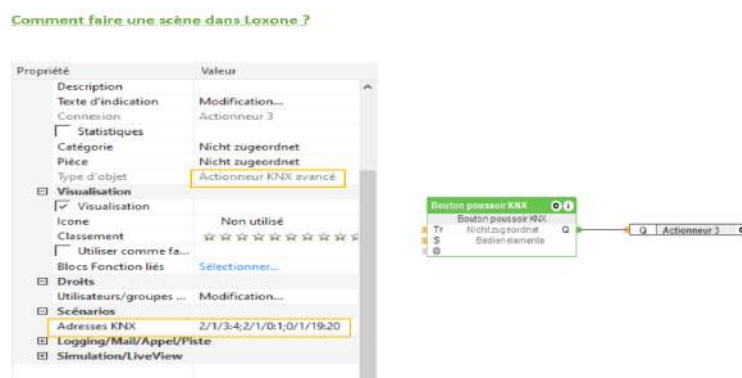 Comment faire une scène dans Loxone ?
Propriété Valeur
Description
Texte d'indication Modification...
Connexion Actionneur 3
Statistiques
Catégorie Nicht zugeordnet
Pièce Nicht zugeordnet
Type d'objet Actionneur KNX avancé
Visualisation
Visualisation
Icone Non utilisé
Classement
Utiliser comme fa...
Blocs Fonction liés Sélectionner...
Droits
Utilisateurs/groupes ... Modification...
Scénarios
Adresses KNX 2/1/3:4;2/1/0:1;0/1/19:20
Logging/Mail/Appel/Piste
Simulation/LiveView
Bouton poussoir KNX
Bouton poussoir KNX
Tr Nicht zugeordnet Q
S Bedienelemente
Q Actionneur 3